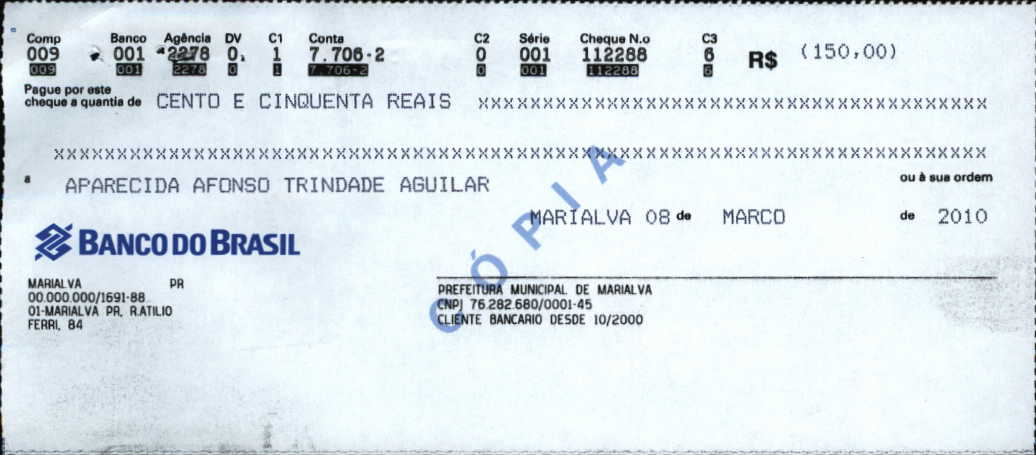 Comp Banco Agência DV C1 Conta C2 Série Cheque N.o C3
009 001 2278 0 1 7.706-2 0 001 112288 6 R$ (150,00)
009 001 2278 0 1 7.706-2 0 001 112288 6
Pague por este
cheque a quantia de CENTO E CINQUENTA REAIS XXXXXXXXXXXXXXXXXXXXXXXXXXXXXXXXXXXXXXXX
XXXXXXXXXXXXXXXXXXXXXXXXXXXXXXXXXXXXXXXXXXXXXXXXXXXXXXXXXXXXXXXXXXXXXXXXX
a APARECIDA AFONSO TRINDADE AGUILAR ou à sua ordem
MARIALVA 08 de MARCO de 2010
BANCO DO BRASIL
CÓPIA
MARIALVA PR
00.000.000/1691-88
01-MARIALVA PR, R.ATILIO
FERRI, 84
PREFEITURA MUNICIPAL DE MARIALVA
CNPJ 76.282.680/0001-45
CLIENTE BANCARIO DESDE 10/2000